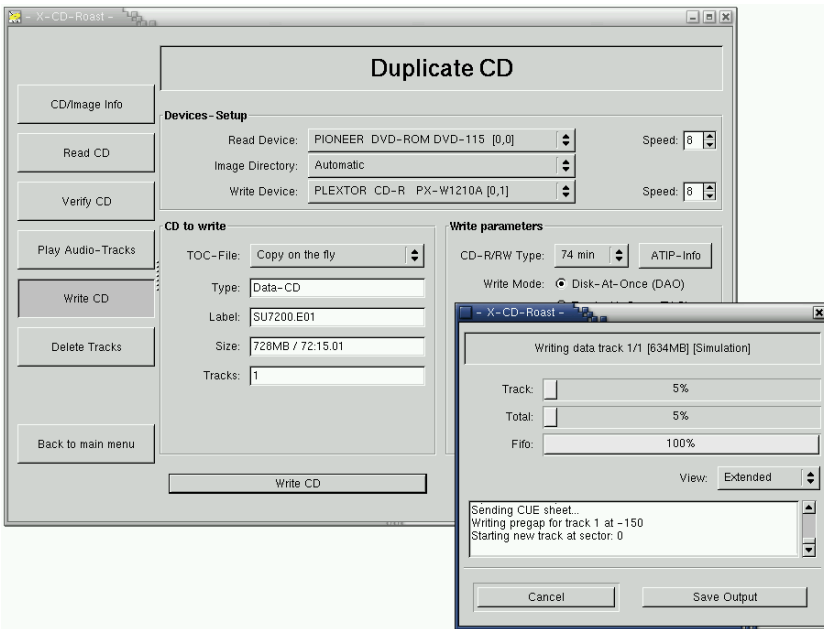 - X-CD-Roast -
Duplicate CD
CD/Image Info
Read CD
Verify CD
Play Audio-Tracks
Write CD
Delete Tracks
Back to main menu
Devices-Setup
Read Device: PIONEER DVD-ROM DVD-115 [0,0] Speed: 8
Image Directory: Automatic
Write Device: PLEXTOR CD-R PX-W1210A [0,1] Speed: 8
CD to write
TOC-File: Copy on the fly
Type: Data-CD
Label: SU7200.E01
Size: 728MB / 72:15.01
Tracks: 1
Write CD
Write parameters
CD-R/RW Type: 74 min ATIP-Info
Write Mode: Disk-At-Once (DAO)
- X-CD-Roast -
Writing data track 1/1 [634MB] [Simulation]
Track: 5%
Total: 5%
Fifo: 100%
View: Extended
Sending CUE sheet...
Writing pregap for track 1 at -150
Starting new track at sector: 0
Cancel Save Output